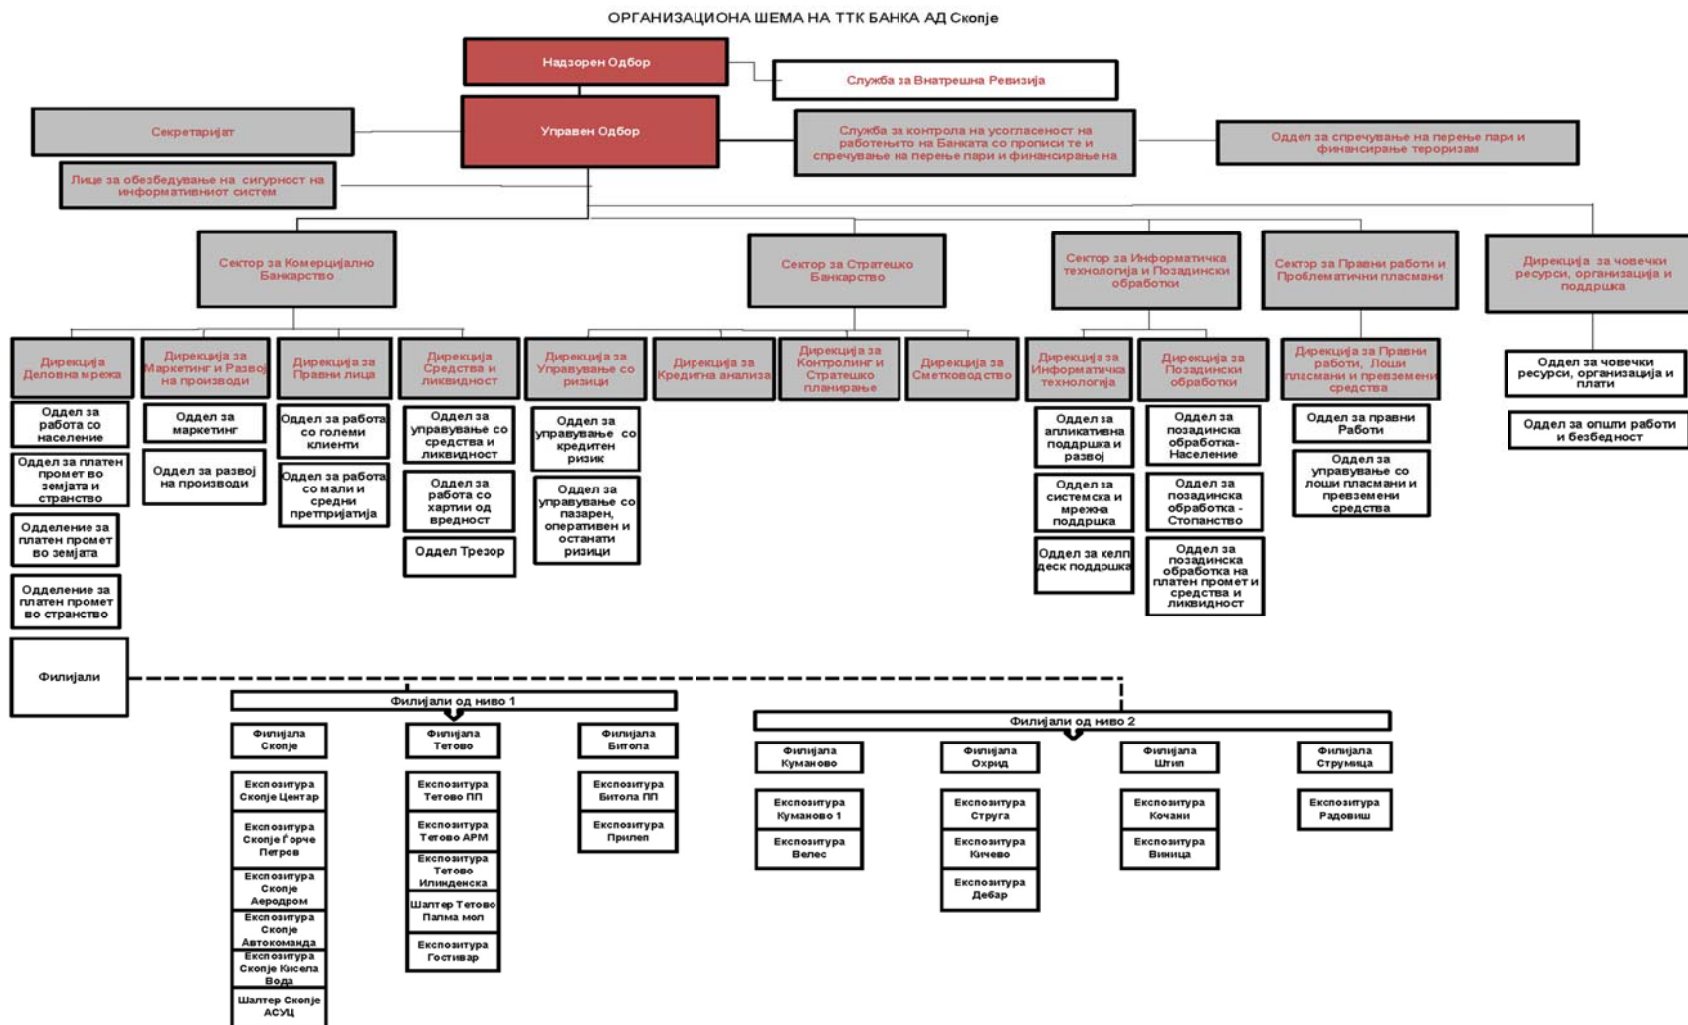 ОРГАНИЗАЦИОНА ШЕМА НА ТТК БАНКА АД Скопје
Надзорен Одбор
Служба за Внатрешна Ревизија
Секретаријат
Управен Одбор
Служба за контрола на усогласеност на
работењто на Банката со прописи те и
спречување на перење пари и финансирање на
Оддел за спречување на перење пари и
финансирање тероризам
Лице за обезбедување на сигурност на
информативниот систем
Сектор за Комерцијално
Банкарство
Сектор за Стратешко
Банкарство
Сектор за Информатичка
технологија и Позадински
обработки
Сектор за Правни работи и
Проблематични пласмани
Дирекција за човечки
ресурси, организација и
поддршка
Дирекција
Деловна мрежа
Дирекција за
Маркетинг и Развој
на производи
Дирекција за
Правни лица
Дирекција
Средства и
ликвидност
Дирекција за
Управување со
ризици
Дирекција за
Кредитна анализа
Дирекција за
Контролинг и
Стратешко
планирање
Дирекција за
Сметководство
Дирекција за
Информатичка
технологија
Дирекција за
Позадински
обработки
Дирекција за Правни
работи, Лоши
пласмани и превземени
средства
Оддел за човечки
ресурси, организација и
плати
Оддел за општи работи
и безбедност
Оддел за
работа со
население
Оддел за платен
промет во
земјата и
странство
Одделение за
платен промет
во земјата
Одделение за
платен промет
во странство
Филијали
Оддел за
маркетинг
Оддел за развој
на производи
Оддел за работа
со големи
клиенти
Оддел за работа
со мали и
средни
претпријатија
Оддел за
управување со
средства и
ликвидност
Оддел за
работа со
хартии од
вредност
Оддел Трезор
Оддел за
управување со
кредитен
ризик
Оддел за
управување со
пазарен,
оперативен и
останати
ризици
Оддел за
апликативна
поддршка и
развој
Оддел за
системска и
мрежна
поддршка
Оддел за хелп
деск поддршка
Оддел за
позадинска
обработка-
Население
Оддел за
позадинска
обработка -
Стопанство
Оддел за
позадинска
обработка на
платен промет и
средства и
ликвидност
Оддел за правни
Работи
Оддел за
управување со
лоши пласмани и
превземени
средства
Филијали од ниво 1
Филијала
Скопје
Експозитура
Скопје Центар
Експозитура
Скопје Ѓорче
Петров
Експозитура
Скопје
Аеродром
Експозитура
Скопје
Автокоманда
Експозитура
Скопје Кисела
Вода
Шалтер Скопје
АСУЦ
Филијала
Тетово
Експозитура
Тетово ПП
Експозитура
Тетово АРМ
Експозитура
Тетово
Илинденска
Шалтер Тетово
Палма мол
Експозитура
Гостивар
Филијала
Битола
Експозитура
Битола ПП
Експозитура
Прилеп
Филијали од ниво 2
Филијала
Куманово
Експозитура
Куманово 1
Експозитура
Велес
Филијала
Охрид
Експозитура
Струга
Експозитура
Кичево
Експозитура
Дебар
Филијала
Штип
Експозитура
Кочани
Експозитура
Виница
Филијала
Струмица
Експозитура
Радовиш